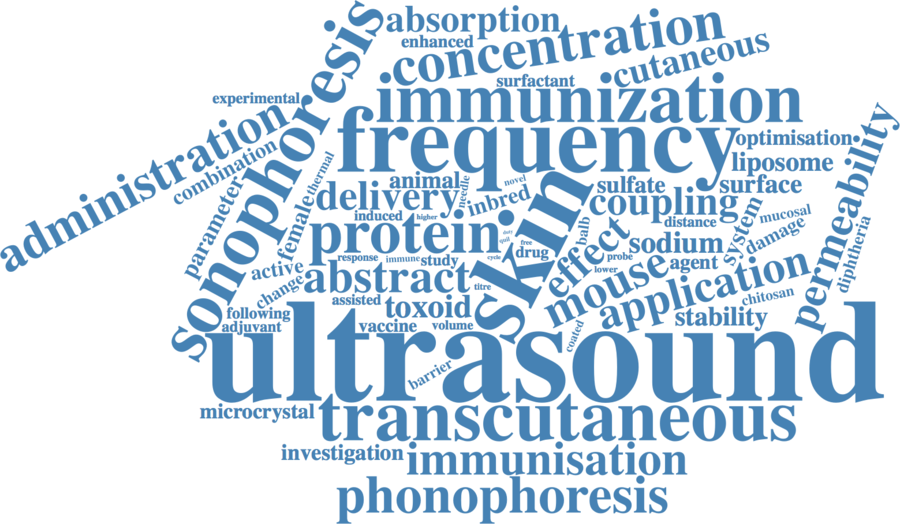 absorption
enhanced
concentration
cutaneous
surfactant
sonophoresis
experimental
immunization
administration
frequency
optimisation
combination
thermal
liposome
permeability
parameter
animal
needle
novel
delivery
inbred
sulfate
surface
coupling
female
induced
higher
distance
mucosal
protein
skin
balb
effect
system
damage
diphtheria
sodium
free
drug
probe
response
immune
study
cycle
lower
mouse
agent
active
change
abstract
titre
application
chitosan
assisted
toxoid
stability
following
adjuvant
vaccine
volume
coated
ultrasound
barrier
microcrystal
transcutaneous
investigation
immunisation
phonophoresis